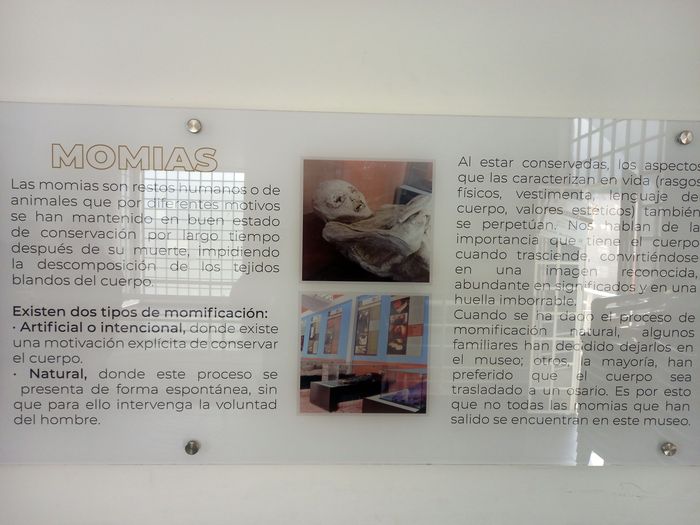 MOMIAS
Las momias son restos humanos o de
animales que por diferentes motivos
se han mantenido en buen estado
de conservación por largo tiempo
después de su muerte, impidiendo
la descomposición de los tejidos
blandos del cuerpo.
Existen dos tipos de momificación:
· Artificial o intencional, donde existe
una motivación explícita de conservar
el cuerpo.
· Natural, donde este proceso se
presenta de forma espontánea, sin
que para ello intervenga la voluntad
del hombre.
Al estar conservadas, los aspectos
que las caracterizan en vida (rasgos
físicos, vestimenta, lenguaje del
cuerpo, valores estéticos) también
se perpetúan. Nos hablan de la
importancia que tiene el cuerpo
cuando trasciende, convirtiéndose
en una imagen reconocida,
abundante en significados y en una
huella imborrable.
Cuando se ha dado el proceso de
momificación natural, algunos
familiares han decidido dejarlos en
el museo; otros, la mayoría, han
preferido que el cuerpo sea
trasladado a un osario. Es por esto
que no todas las momias que han
salido se encuentran en este museo.